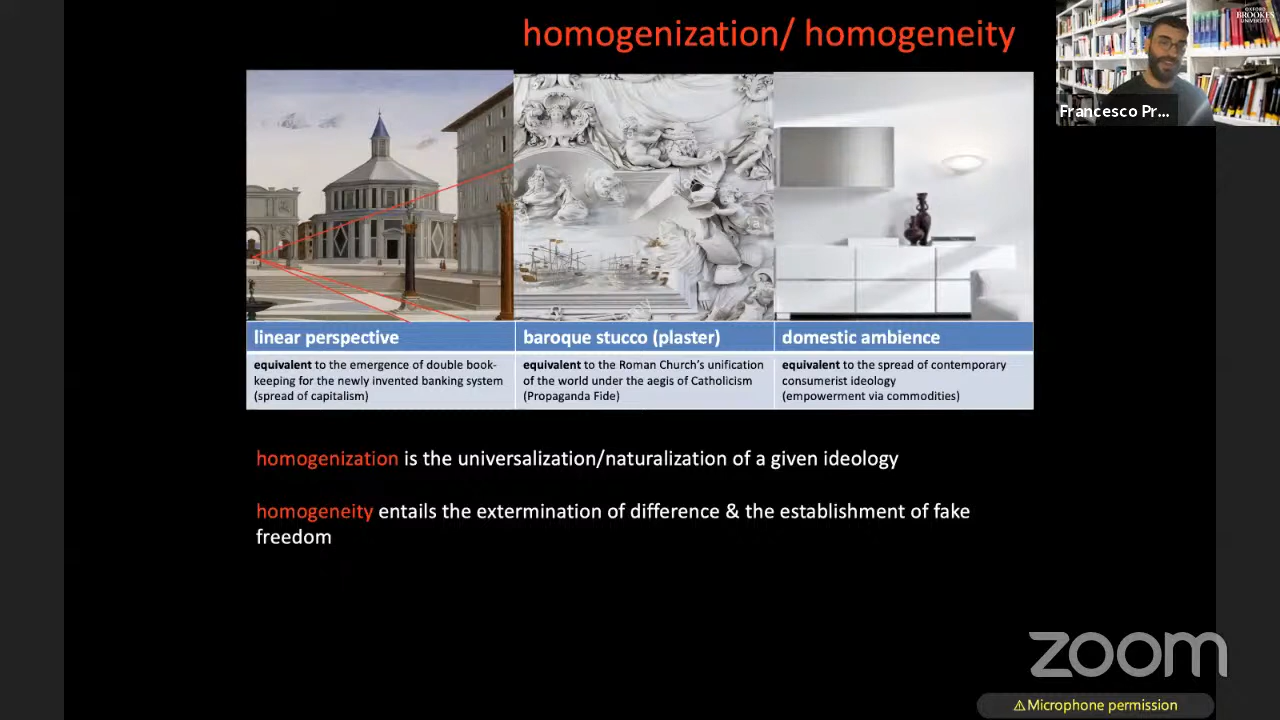 homogenization/ homogeneity
OXFORD
BROOKES
UNIVERSITY
Francesco Pr...
linear perspective
baroque stucco (plaster)
domestic ambience
equivalent to the emergence of double book-
keeping for the newly invented banking system
(spread of capitalism)
equivalent to the Roman Church's unification
of the world under the aegis of Catholicism
(Propaganda Fide)
equivalent to the spread of contemporary
consumerist ideology
(empowerment via commodities)
homogenization is the universalization/naturalization of a given ideology
homogeneity entails the extermination of difference & the establishment of fake
freedom
zoom
⚠Microphone permission